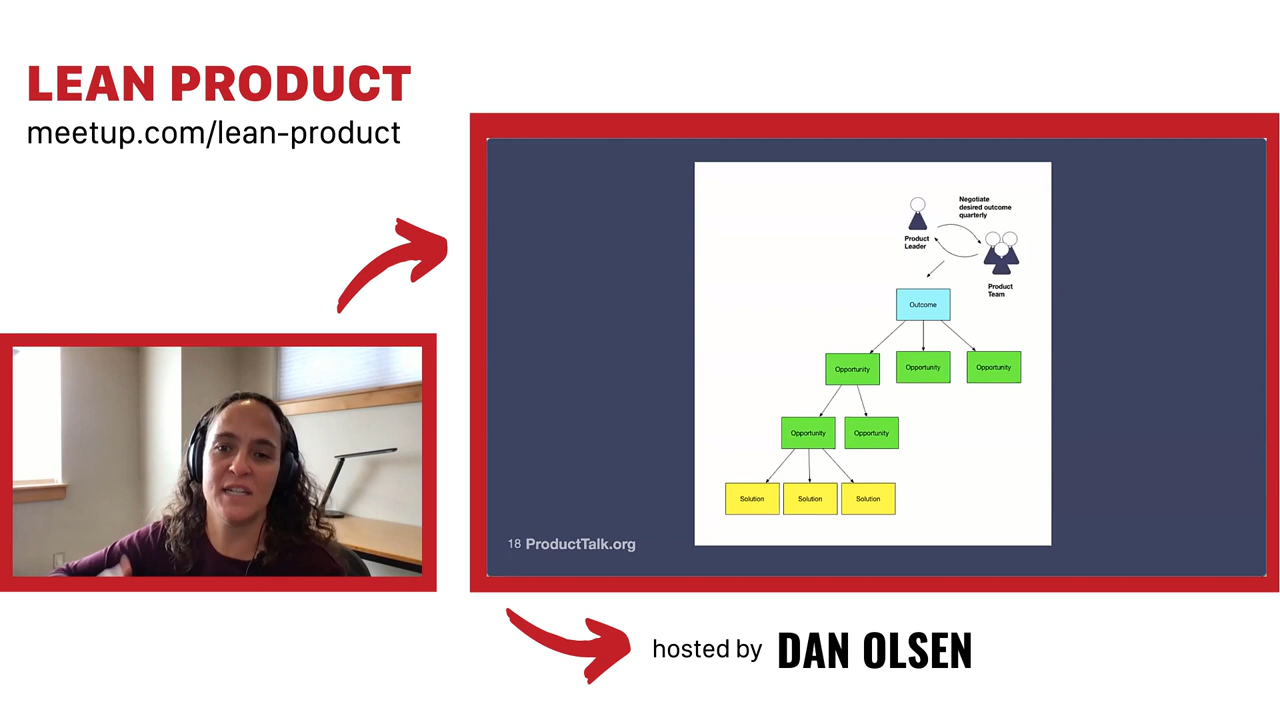 LEAN PRODUCT
meetup.com/lean-product
Negotiate
desired outcome
quarterly
Product
Leader
Product
Team
Outcome
Opportunity
Opportunity
Opportunity
Opportunity
Opportunity
Solution
Solution
Solution
18 ProductTalk.org
hosted by DAN OLSEN